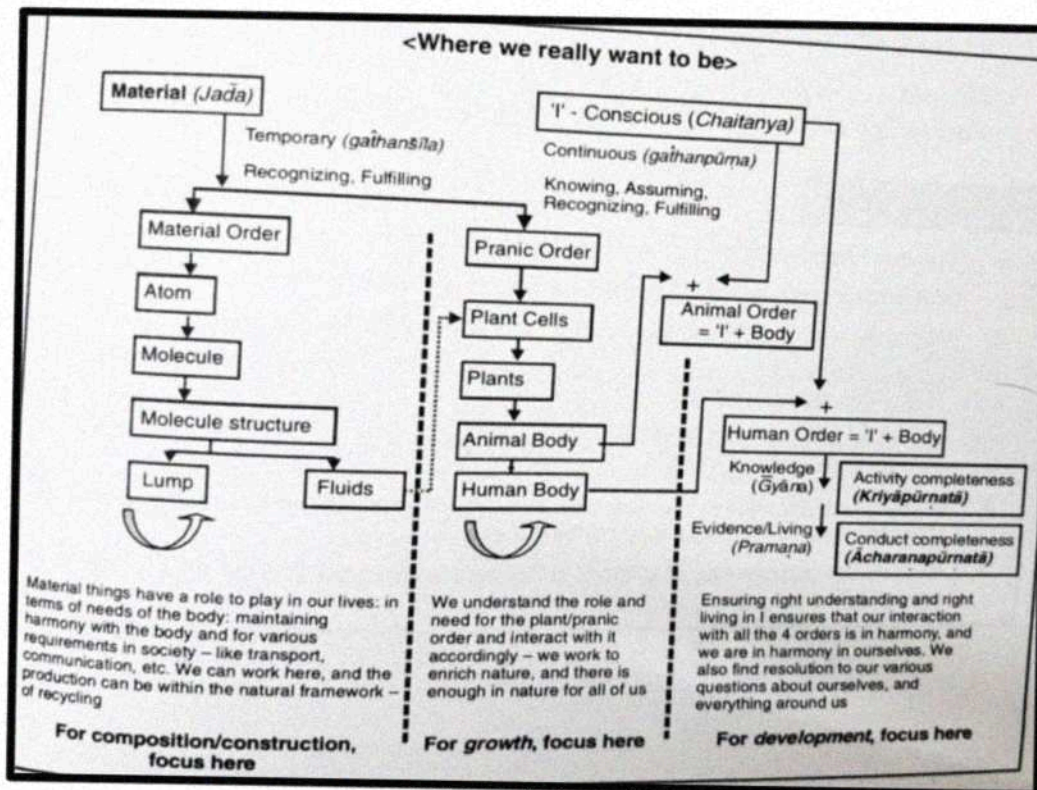 <Where we really want to be>
Material (Jad̄a)
Temporary (gat̂hanšīla)
Recognizing, Fulfilling
'I' - Conscious (Chaitanya)
Continuous (gat̂hanpūrṇa)
Knowing, Assuming,
Recognizing, Fulfilling
Material Order
Atom
Molecule
Molecule structure
Lump
Fluids
Pranic Order
Plant Cells
Plants
Animal Body
Human Body
+
Animal Order
= 'I' + Body
+
Human Order = 'I' + Body
Knowledge
(Ḡyāna)
Activity completeness
(Kriyāpūrnatā)
Evidence/Living
(Pramaṇa)
Conduct completeness
(Ācharanapūrnatā)
Material things have a role to play in our lives: in
terms of needs of the body: maintaining
harmony with the body and for various
requirements in society – like transport,
communication, etc. We can work here, and the
production can be within the natural framework –
of recycling
For composition/construction,
focus here
We understand the role and
need for the plant/pranic
order and interact with it
accordingly – we work to
enrich nature, and there is
enough in nature for all of us
For growth, focus here
Ensuring right understanding and right
living in I ensures that our interaction
with all the 4 orders is in harmony, and
we are in harmony in ourselves. We
also find resolution to our various
questions about ourselves, and
everything around us
For development, focus here